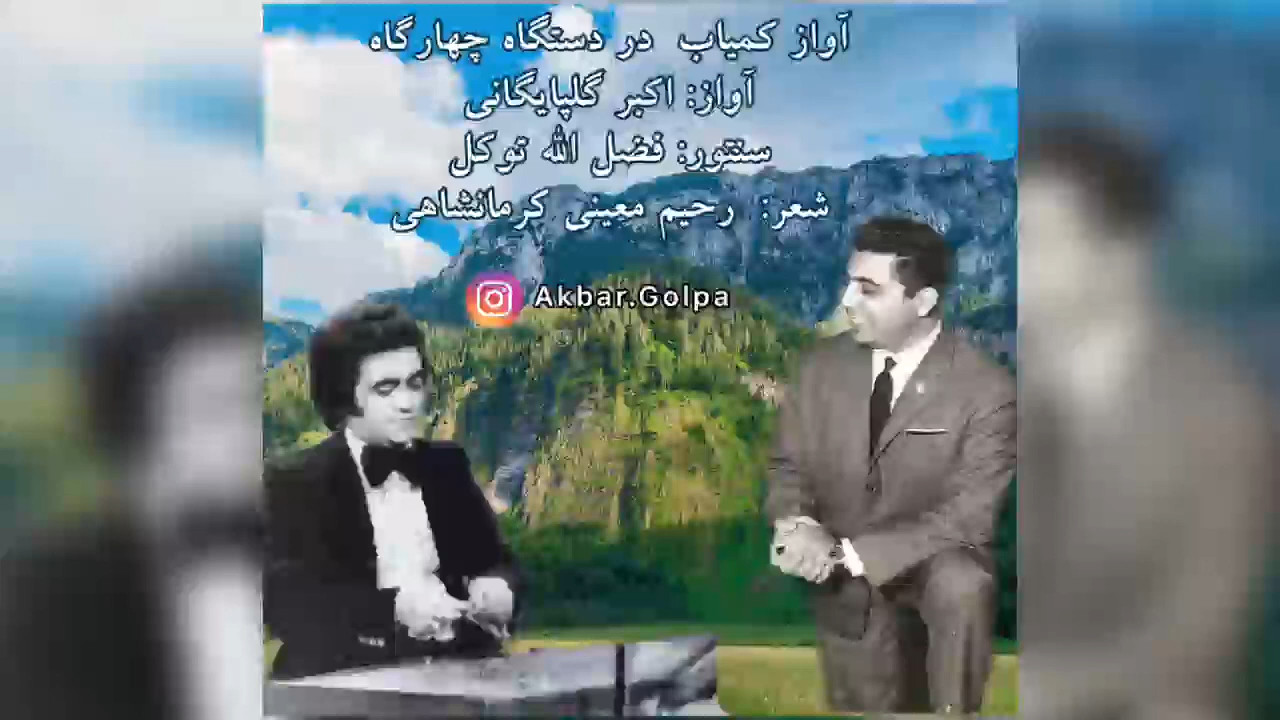 آواز کمیاب در دستگاه چهارگاه
آواز: اکبر گلپایگانی
سنتور: فضل الله توکل
شعر: رحیم معینی کرمانشاهی
Akbar.Golpa